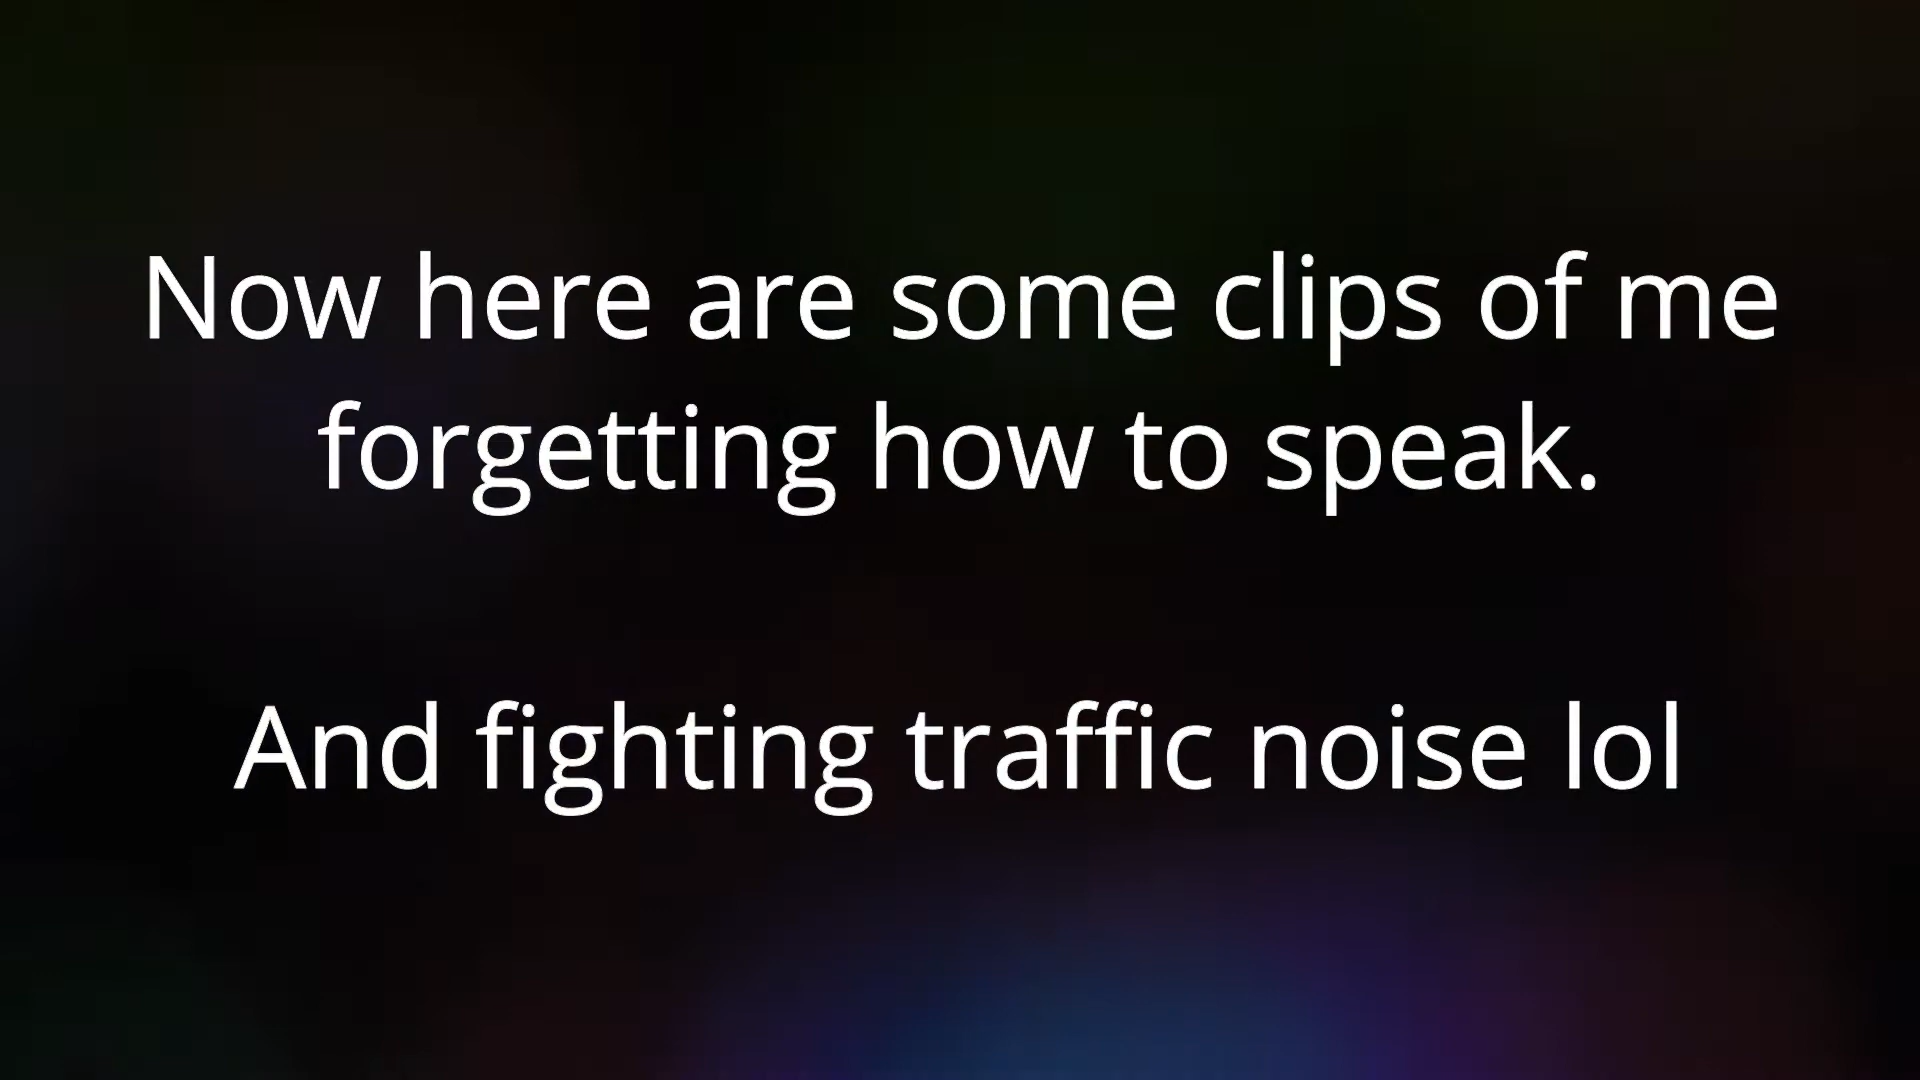 Now here are some clips of me
forgetting how to speak.
And fighting traffic noise lol